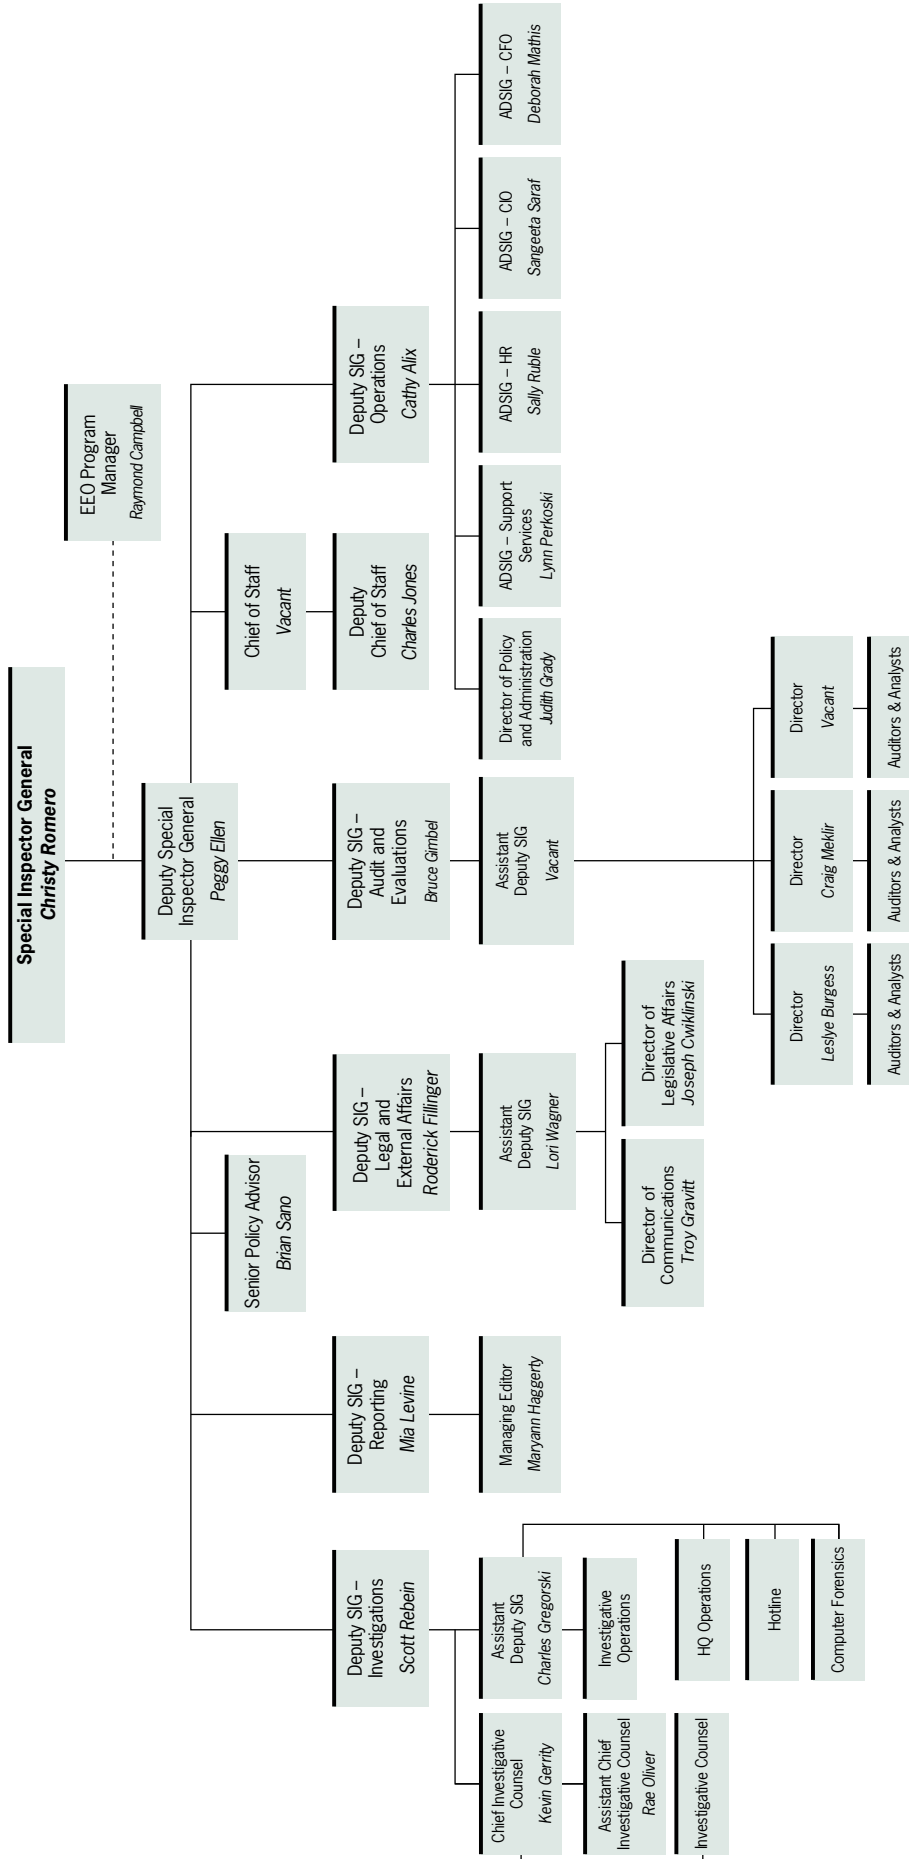 Special Inspector General
Christy Romero
EEO Program
Manager
Raymond Campbell
Deputy Special
Inspector General
Peggy Ellen
Senior Policy Advisor
Brian Sano
Chief of Staff
Vacant
Deputy SIG –
Investigations
Scott Rebein
Deputy SIG –
Reporting
Mia Levine
Deputy SIG –
Legal and
External Affairs
Roderick Fillinger
Deputy SIG –
Audit and
Evaluations
Bruce Gimbel
Deputy
Chief of Staff
Charles Jones
Deputy SIG –
Operations
Cathy Alix
Chief Investigative
Counsel
Kevin Gerrity
Assistant
Deputy SIG
Charles Gregorski
Managing Editor
Maryann Haggerty
Assistant
Deputy SIG
Lori Wagner
Assistant
Deputy SIG
Vacant
Director of Policy
and Administration
Judith Grady
ADSIG – Support
Services
Lynn Perkoski
ADSIG – HR
Sally Ruble
ADSIG – CIO
Sangeeta Saraf
ADSIG – CFO
Deborah Mathis
Assistant Chief
Investigative Counsel
Rae Oliver
Investigative
Operations
Director of
Communications
Troy Gravitt
Director of
Legislative Affairs
Joseph Cwiklinski
Investigative Counsel
HQ Operations
Hotline
Computer Forensics
Director
Leslye Burgess
Director
Craig Meklir
Director
Vacant
Auditors & Analysts
Auditors & Analysts
Auditors & Analysts